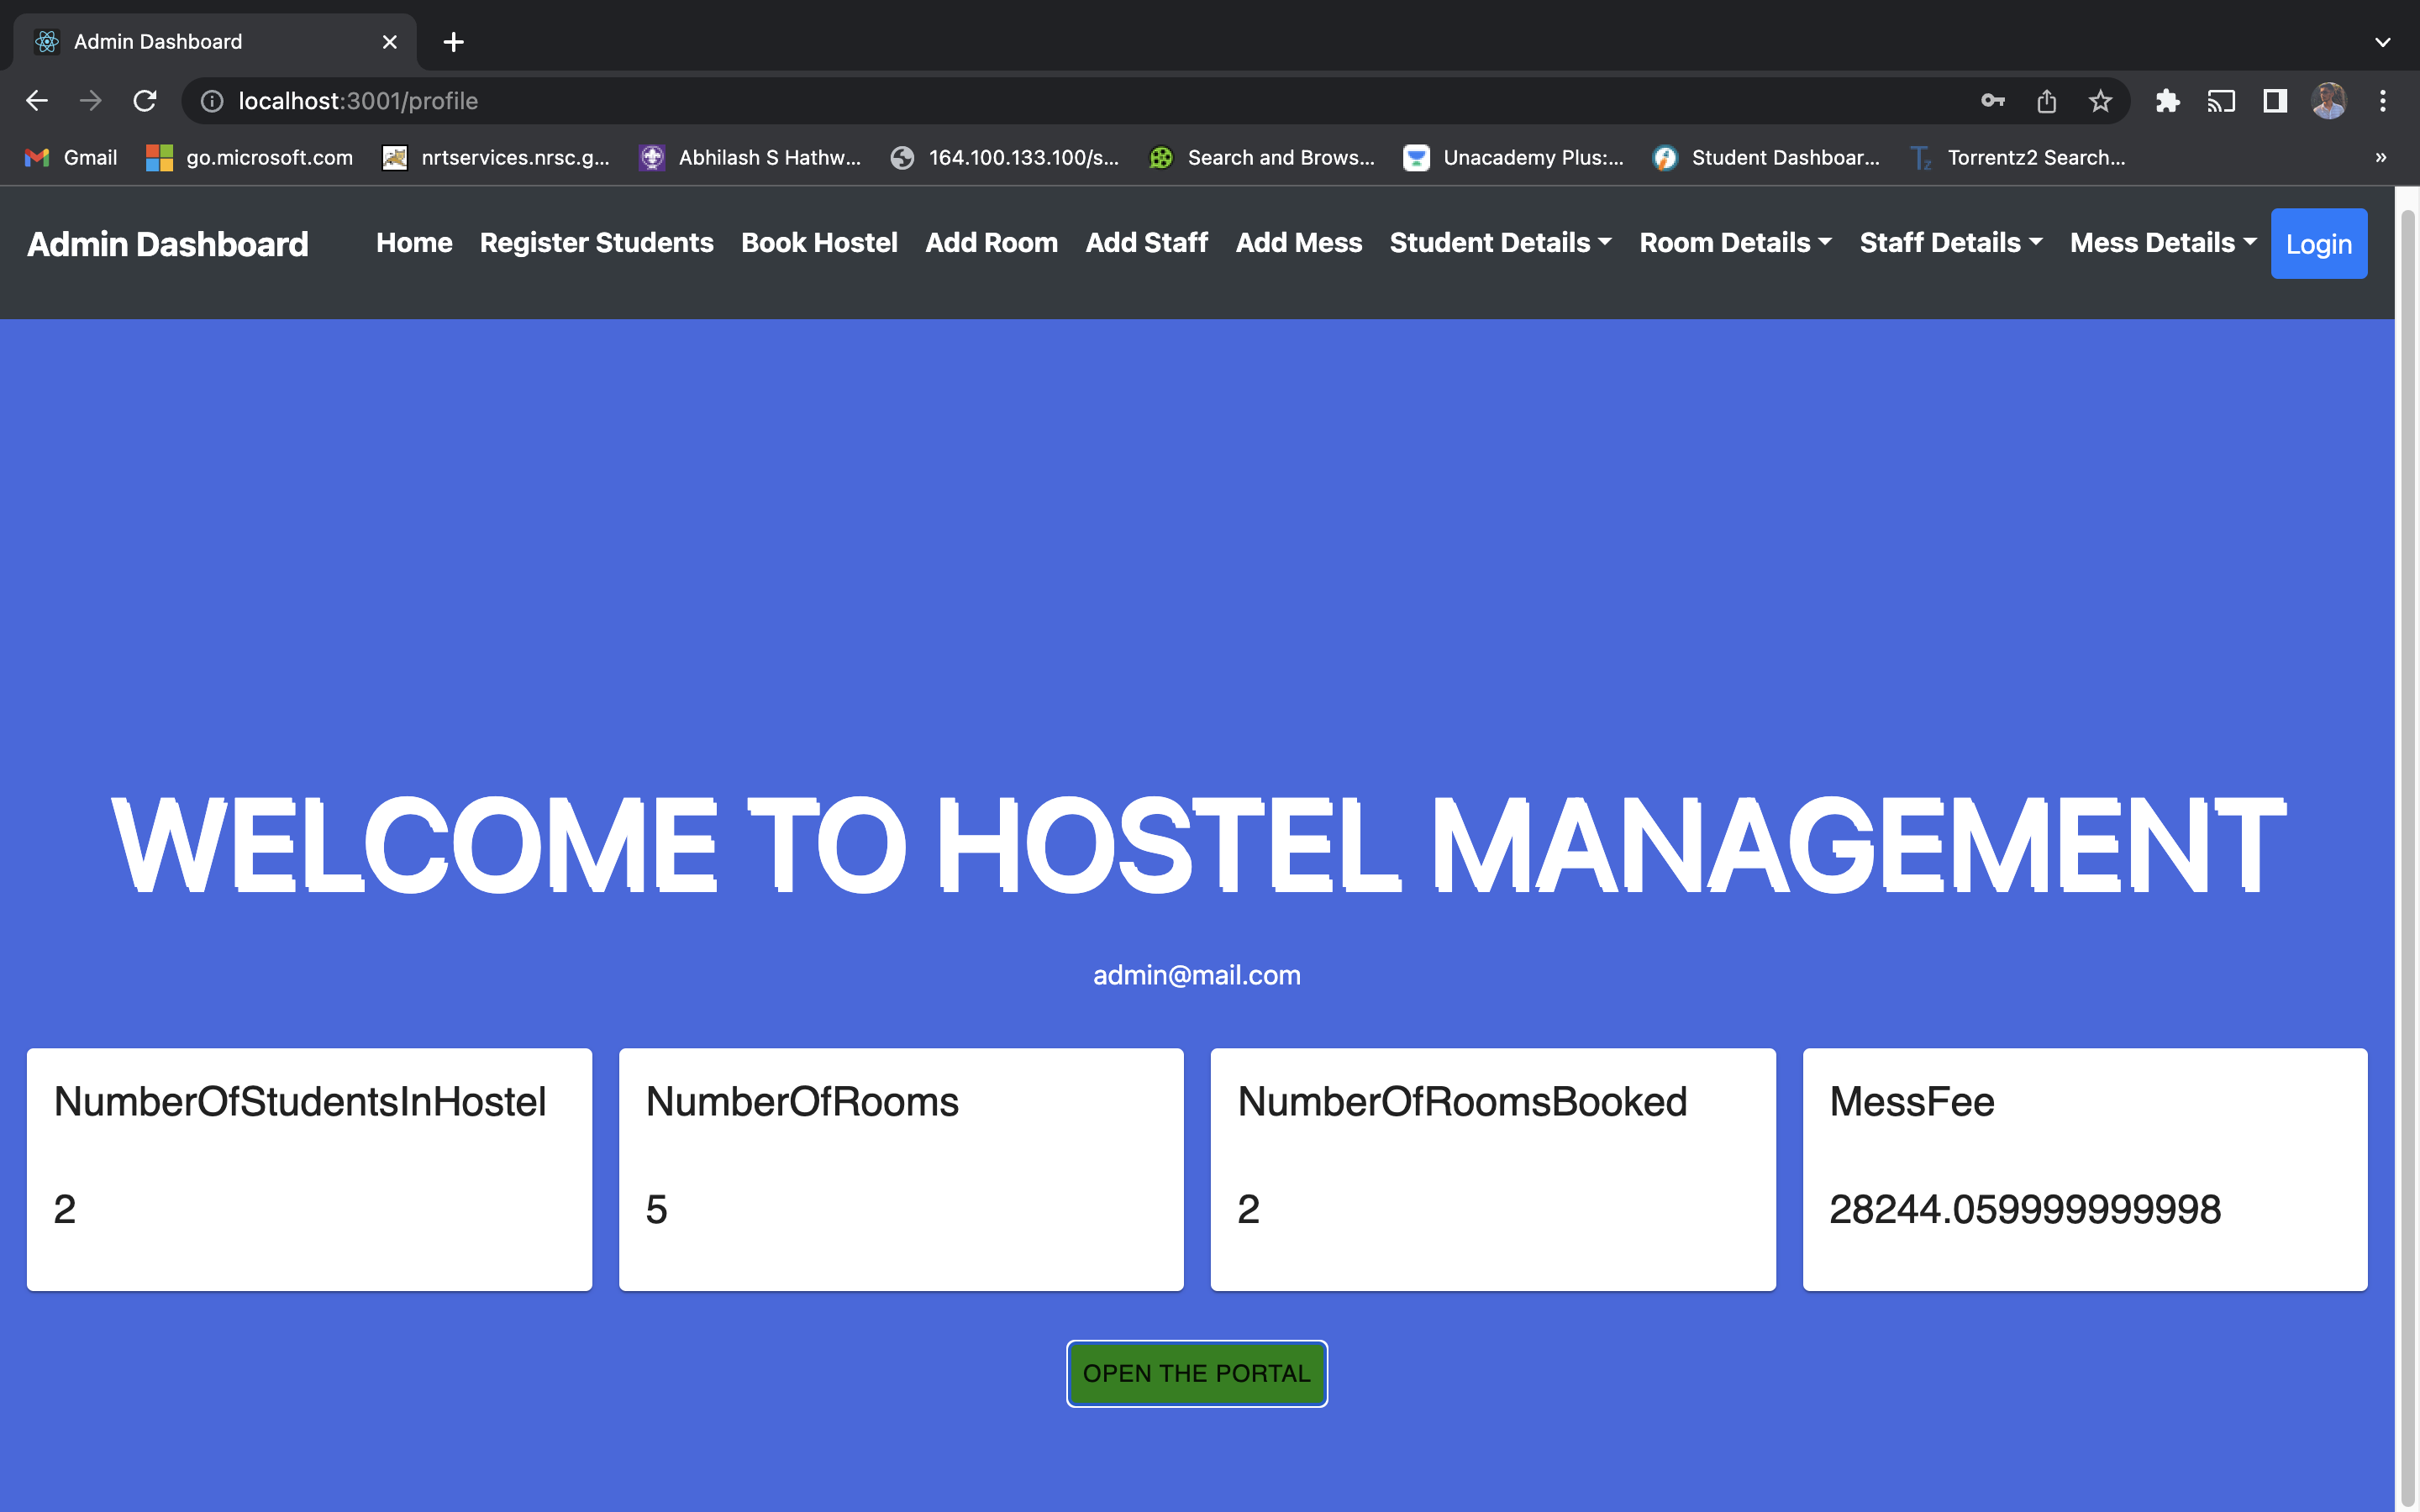 Admin Dashboard
localhost:3001/profile
Gmail go.microsoft.com nrtservices.nrsc.g... Abhilash S Hathw... 164.100.133.100/s... Search and Brows... Unacademy Plus:... Student Dashboar... Torrentz2 Search... »
Admin Dashboard Home Register Students Book Hostel Add Room Add Staff Add Mess Student Details Room Details Staff Details Mess Details Login
WELCOME TO HOSTEL MANAGEMENT
admin@mail.com
NumberOfStudentsInHostel NumberOfRooms NumberOfRoomsBooked MessFee
2 5 2 28244.059999999998
OPEN THE PORTAL